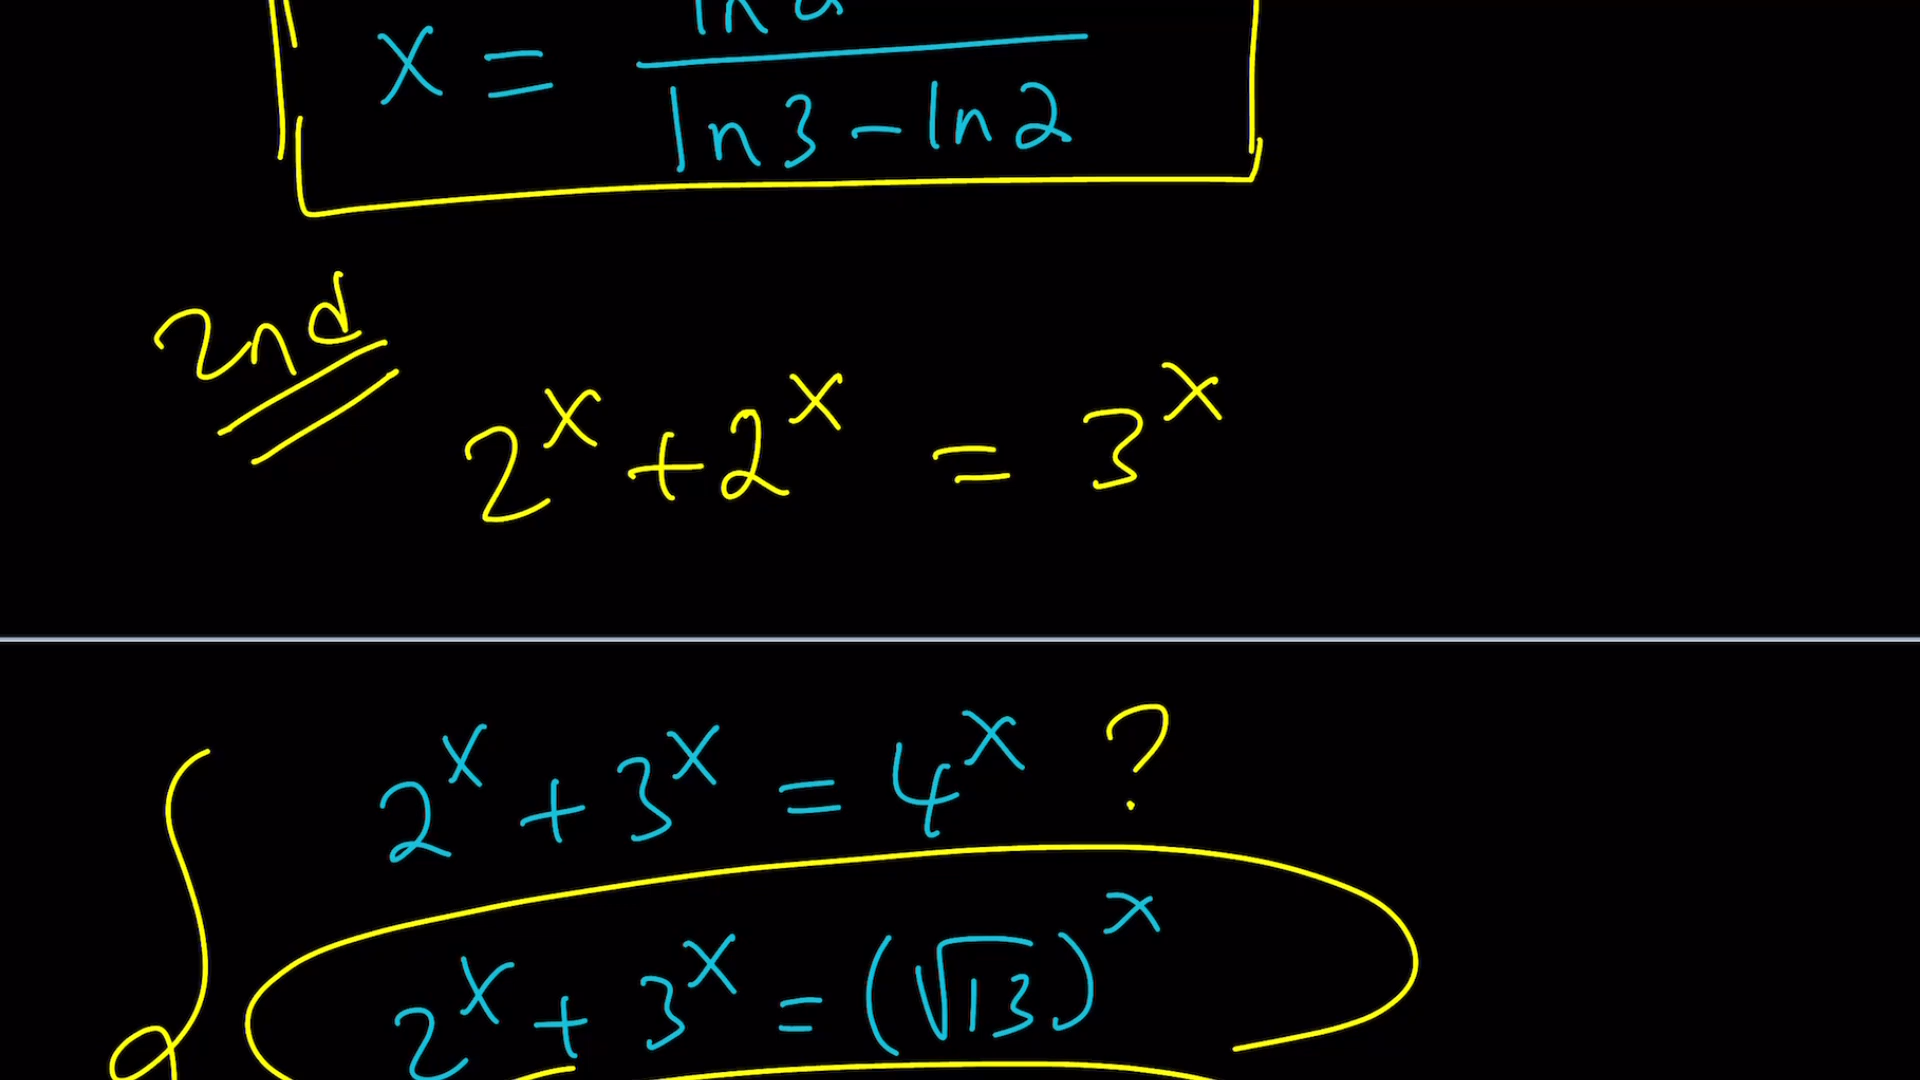 x = ln 2 / ln3 - ln2
2nd
2^x + 2^x = 3^x
2^x + 3^x = 4^x ?
2^x + 3^x = (√13)^x